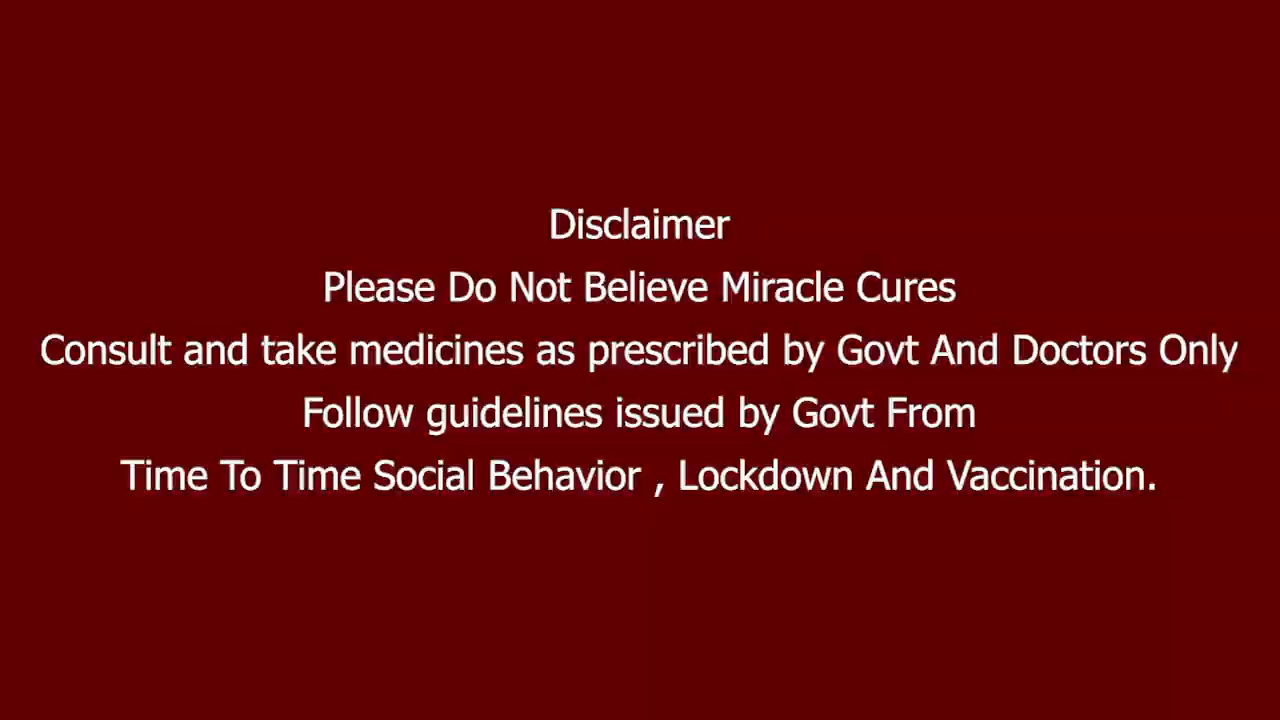 Disclaimer
Please Do Not Believe Miracle Cures
Consult and take medicines as prescribed by Govt And Doctors Only
Follow guidelines issued by Govt From
Time To Time Social Behavior , Lockdown And Vaccination.